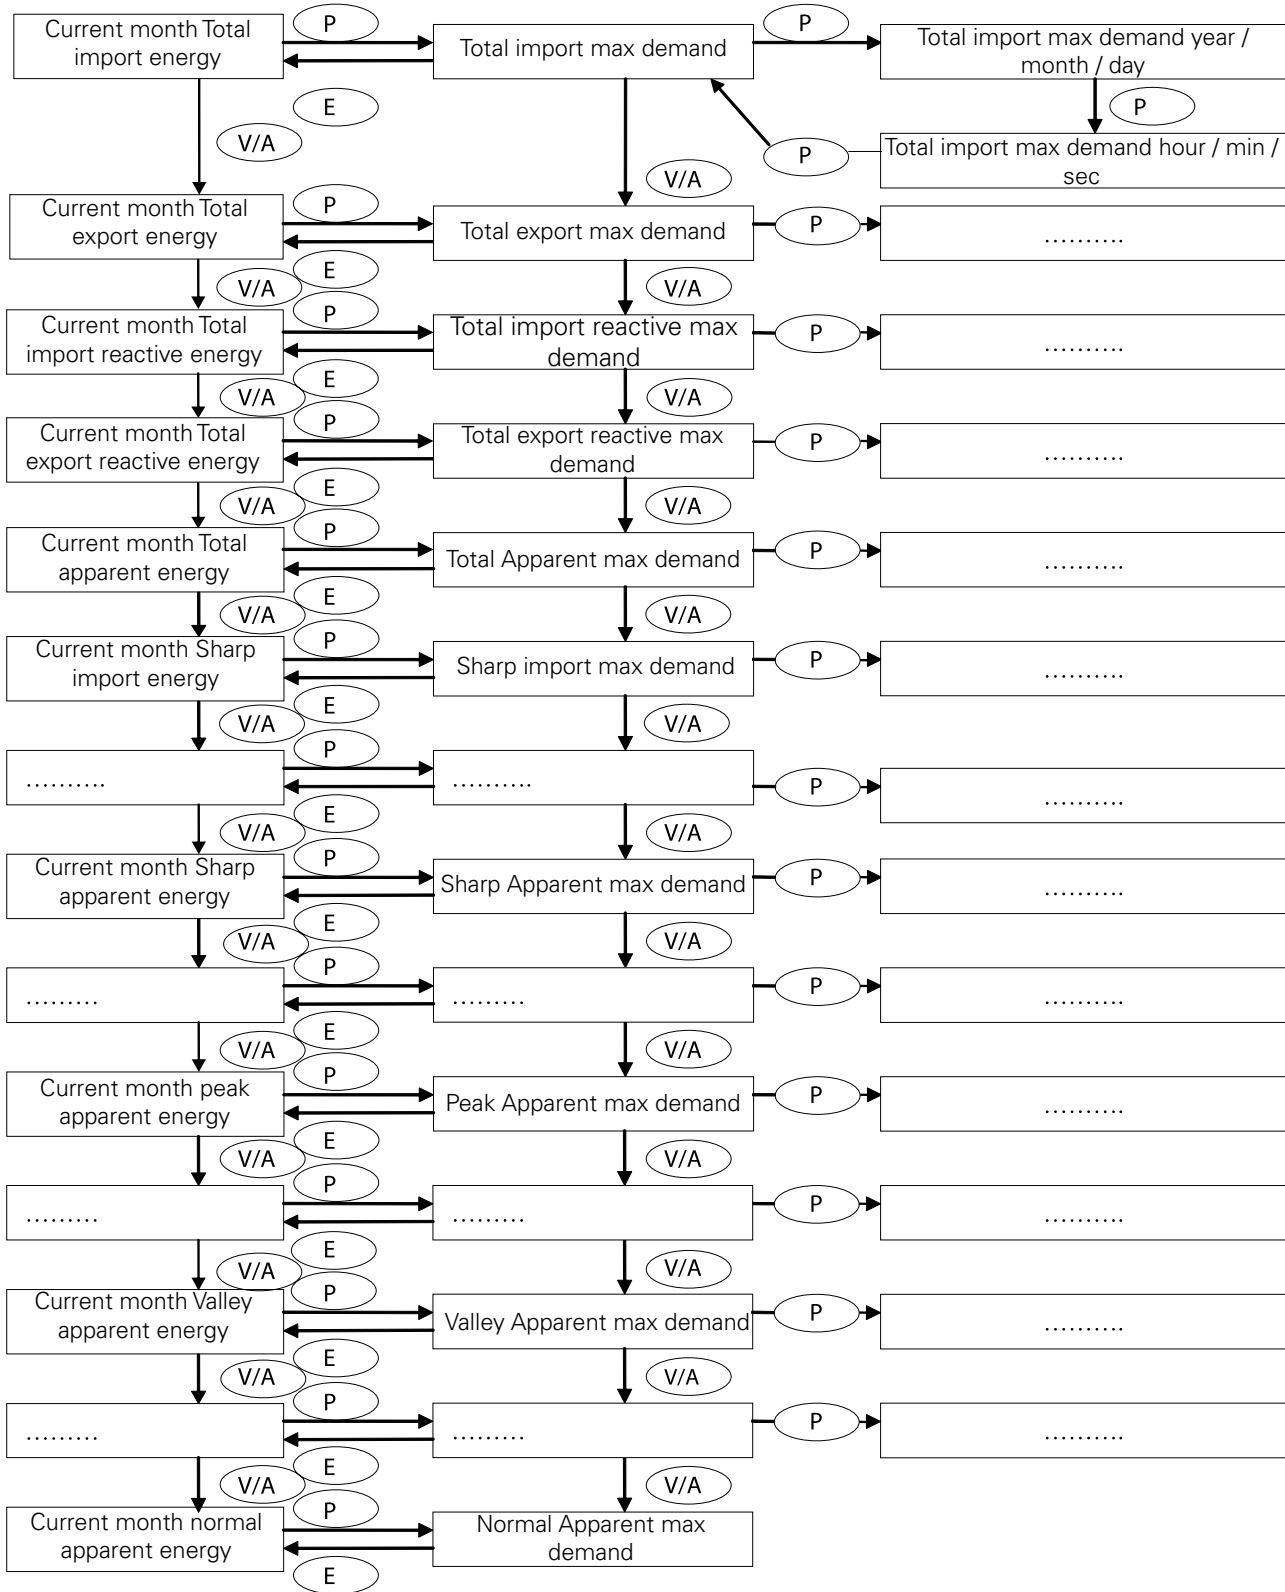 Current month Total
import energy
P
Total import max demand
P
Total import max demand year /
month / day
E
P
V/A
P
Total import max demand hour / min /
sec
V/A
Current month Total
export energy
P
Total export max demand
P
..........
E
V/A
V/A
P
Current month Total
import reactive energy
Total import reactive max
demand
P
..........
E
V/A
V/A
P
Current month Total
export reactive energy
Total export reactive max
demand
P
..........
E
V/A
V/A
P
Current month Total
apparent energy
Total Apparent max demand
P
..........
E
V/A
V/A
P
Current month Sharp
import energy
Sharp import max demand
P
..........
E
V/A
V/A
P
..........
..........
P
..........
E
V/A
V/A
P
Current month Sharp
apparent energy
Sharp Apparent max demand
P
..........
E
V/A
V/A
P
.........
.........
P
..........
E
V/A
V/A
P
Current month peak
apparent energy
Peak Apparent max demand
P
..........
E
V/A
V/A
P
.........
.........
P
..........
E
V/A
V/A
P
Current month Valley
apparent energy
Valley Apparent max demand
P
..........
E
V/A
V/A
P
.........
.........
P
..........
E
V/A
V/A
P
Current month normal
apparent energy
Normal Apparent max
demand
E